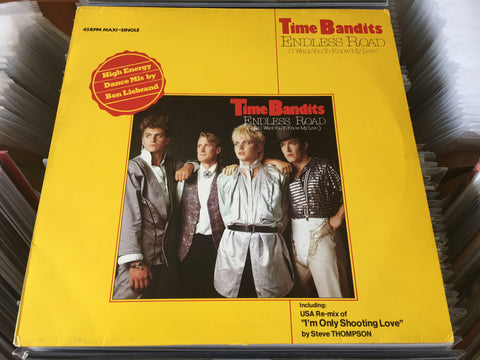 45RPM MAXI-SINGLE
Time Bandits
ENDLESS ROAD
(I Want You To Know My Love)
High Energy
Dance Mix by
Ben Liebrand
Time Bandits
ENDLESS ROAD
(I Want You To Know My Love)
Including:
USA Re-mix of
"I'm Only Shooting Love"
by Steve THOMPSON